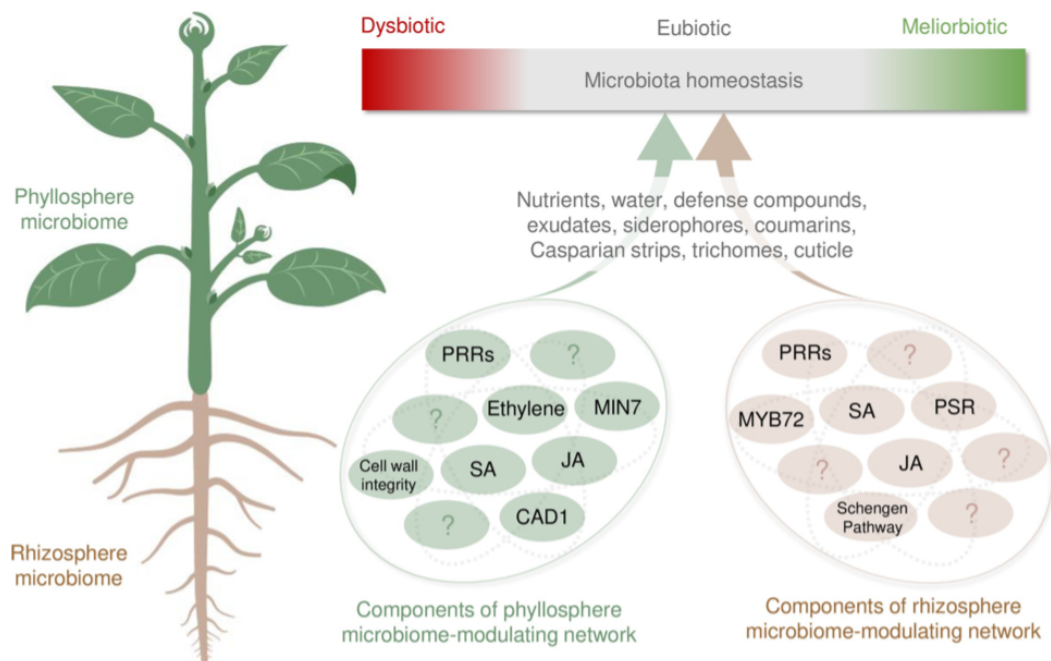 Dysbiotic
Eubiotic
Meliorbiotic
Microbiota homeostasis
Phyllosphere
microbiome
Nutrients, water, defense compounds,
exudates, siderophores, coumarins,
Casparian strips, trichomes, cuticle
PRRs
?
?
Ethylene
MIN7
Cell wall
integrity
SA
JA
?
CAD1
PRRs
?
MYB72
SA
PSR
?
JA
?
Schengen
Pathway
?
Rhizosphere
microbiome
Components of phyllosphere
microbiome-modulating network
Components of rhizosphere
microbiome-modulating network